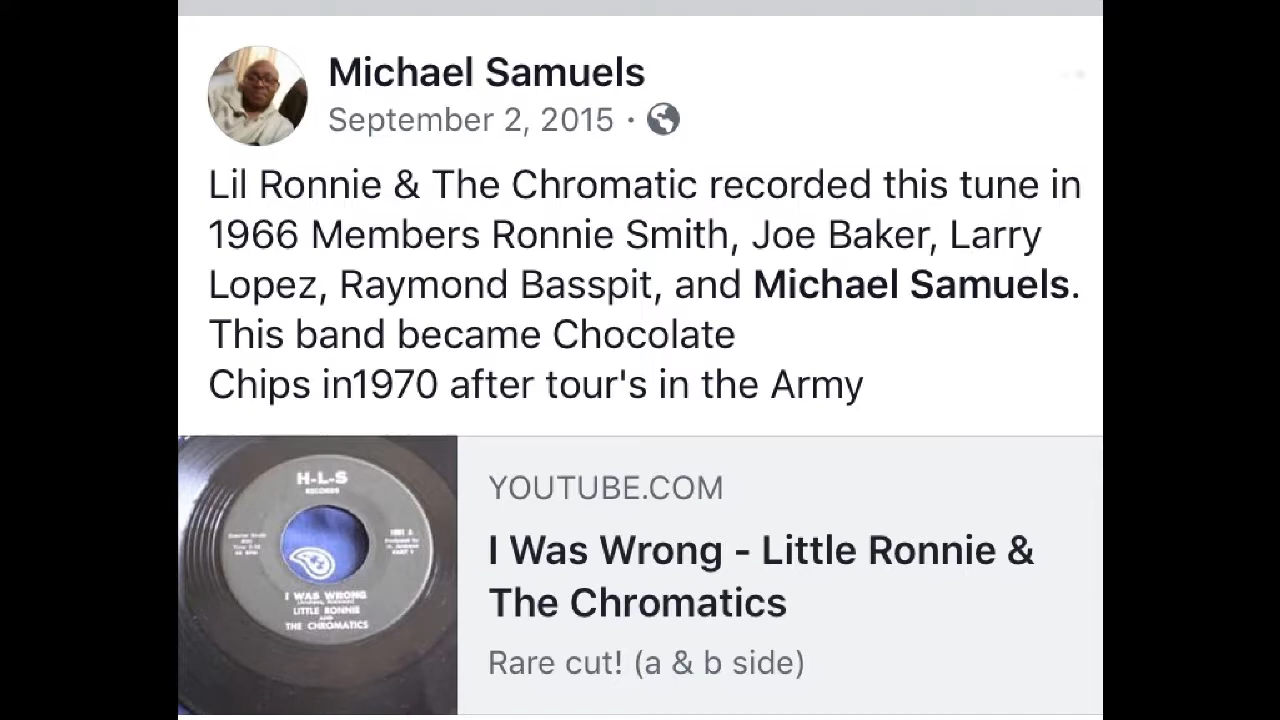 Michael Samuels
September 2, 2015 ·
Lil Ronnie & The Chromatic recorded this tune in
1966 Members Ronnie Smith, Joe Baker, Larry
Lopez, Raymond Basspit, and Michael Samuels.
This band became Chocolate
Chips in1970 after tour's in the Army
H-L-S
RECORDS
I WAS WRONG
LITTLE RONNIE
AND
THE CHROMATICS
YOUTUBE.COM
I Was Wrong - Little Ronnie &
The Chromatics
Rare cut! (a & b side)